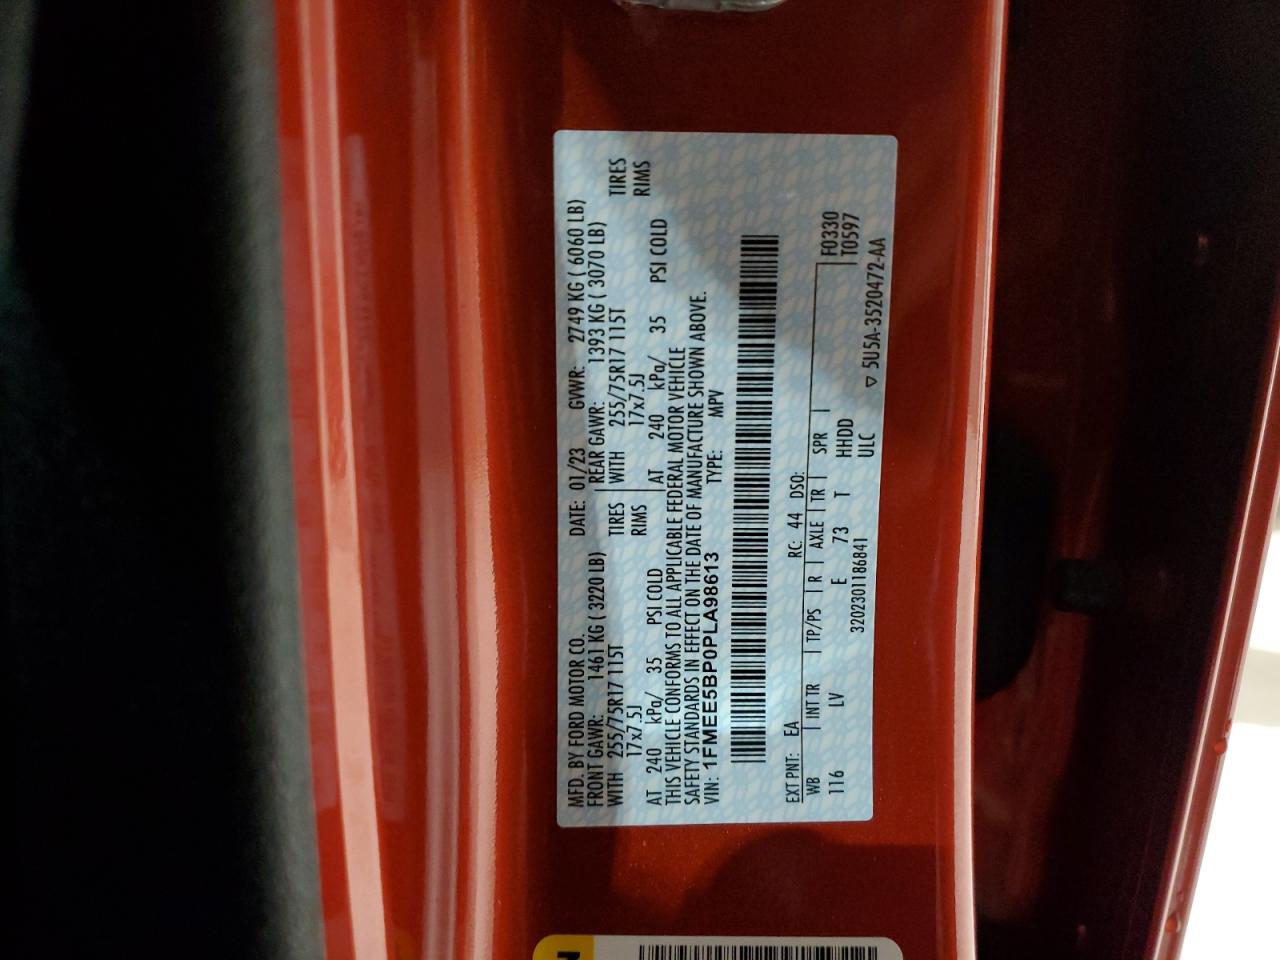 MFD. BY FORD MOTOR CO. DATE: 01/23 GVWR: 2749 KG ( 6060 LB)
FRONT GAWR: 1461 KG ( 3220 LB) REAR GAWR: 1393 KG ( 3070 LB)
WITH 255/75R17 115T TIRES WITH 255/75R17 115T TIRES
17x7.5J RIMS 17x7.5J RIMS
AT 240 kPa/ 35 PSI COLD AT 240 kPa/ 35 PSI COLD
THIS VEHICLE CONFORMS TO ALL APPLICABLE FEDERAL MOTOR VEHICLE
SAFETY STANDARDS IN EFFECT ON THE DATE OF MANUFACTURE SHOWN ABOVE.
VIN: 1FMEE5BP0PLA98613 TYPE: MPV
EXT PNT: EA RC: 44 DSO:
WB INT TR TP/PS R AXLE TR SPR F0330
116 LV E 73 T HHDD T0597
3202301186841 ULC
▽ 5U5A-3520472-AA